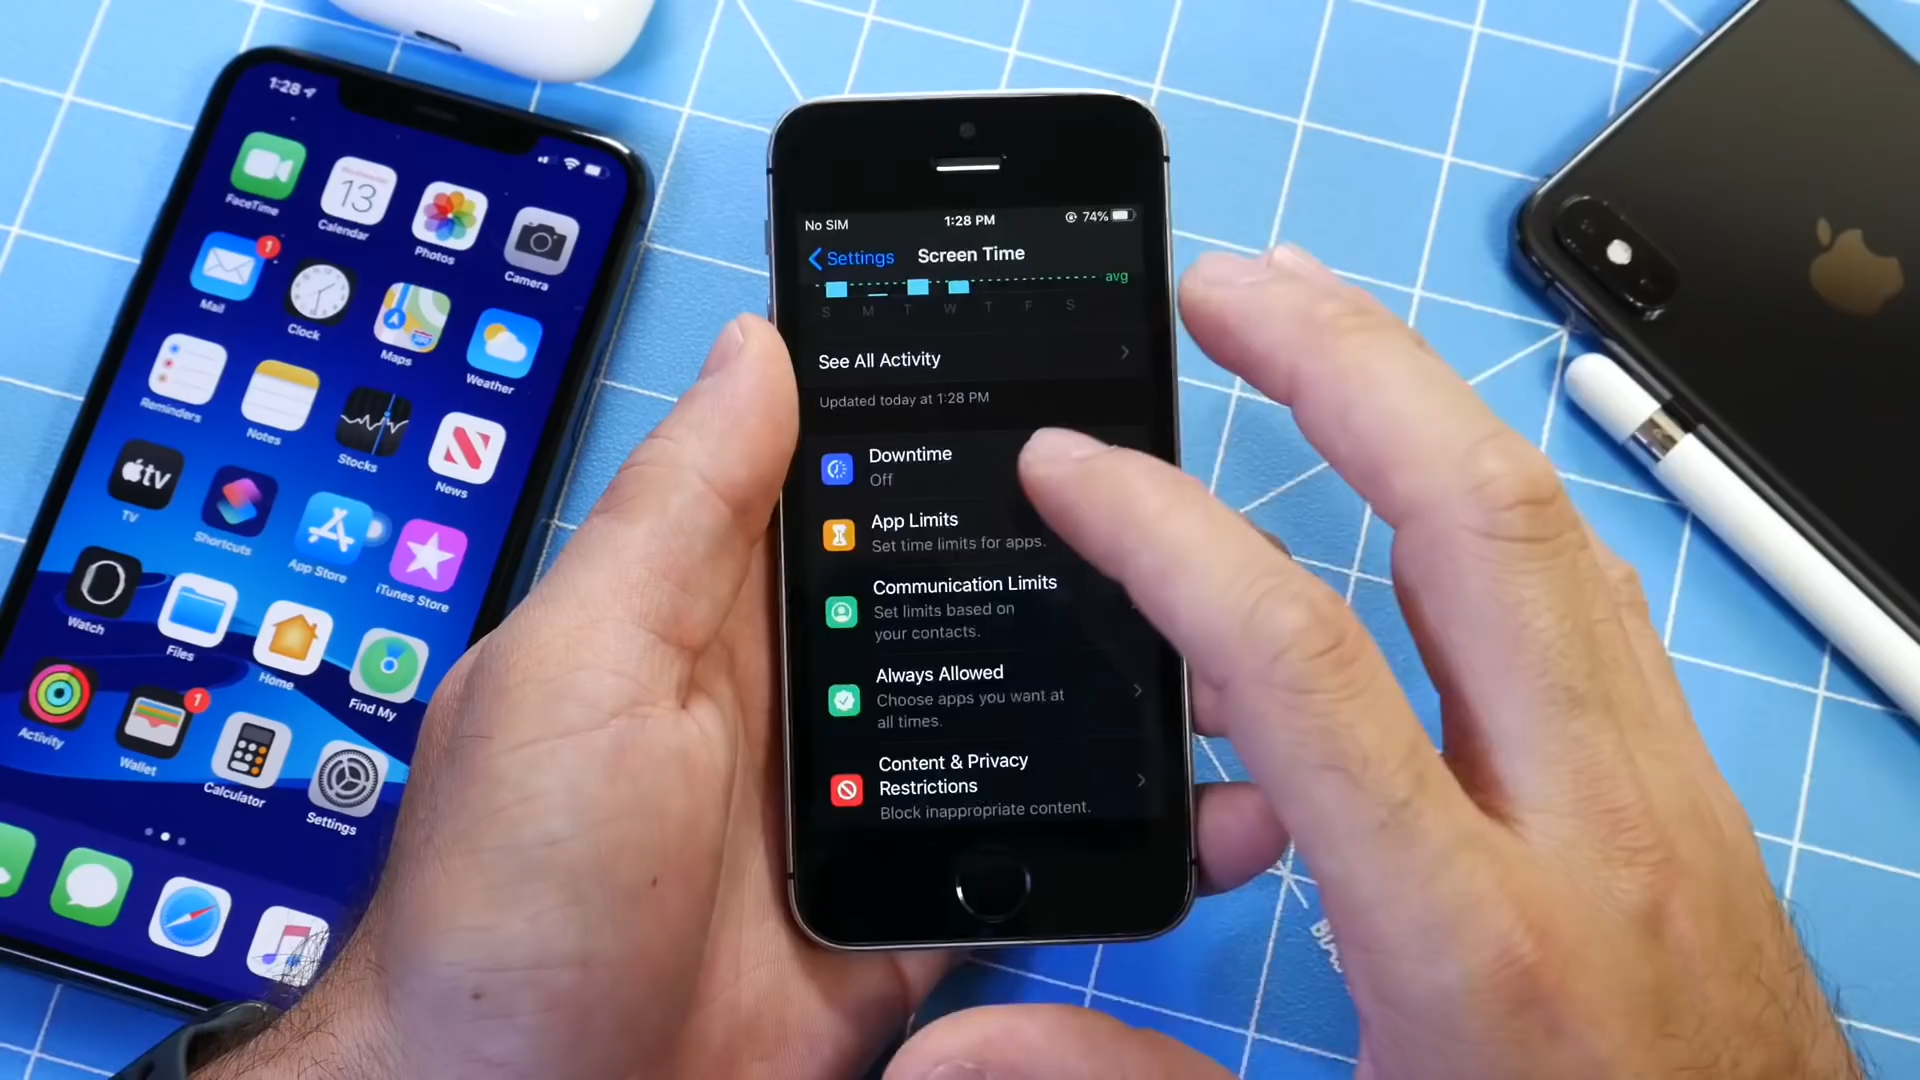 1:28
FaceTime
13
Calendar
Photos
Camera
1
Mail
Clock
Maps
Weather
Reminders
Notes
Stocks
News
tv
TV
Shortcuts
App Store
iTunes Store
Watch
Files
Home
Find My
Activity
1
Wallet
Calculator
Settings
No SIM
1:28 PM
74%
Settings
Screen Time
avg
S M T W T F S
See All Activity
Updated today at 1:28 PM
Downtime
Off
App Limits
Set time limits for apps.
Communication Limits
Set limits based on
your contacts.
Always Allowed
Choose apps you want at
all times.
Content & Privacy
Restrictions
Block inappropriate content.